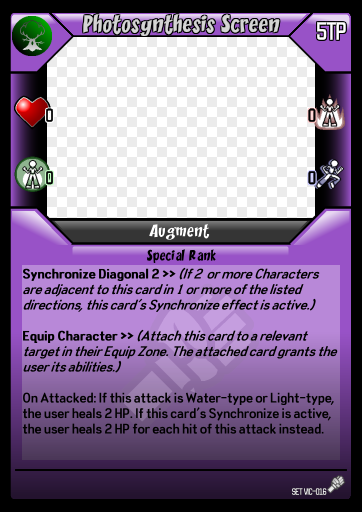 Photosynthesis Screen
5TP
0
0
0
0
Augment
Special Rank
Synchronize Diagonal 2 >> (If 2 or more Characters
are adjacent to this card in 1 or more of the listed
directions, this card's Synchronize effect is active.)
Equip Character >> (Attach this card to a relevant
target in their Equip Zone. The attached card grants the
user its abilities.)
On Attacked: If this attack is Water-type or Light-type,
the user heals 2 HP. If this card's Synchronize is active,
the user heals 2 HP for each hit of this attack instead.
SET VIC-016